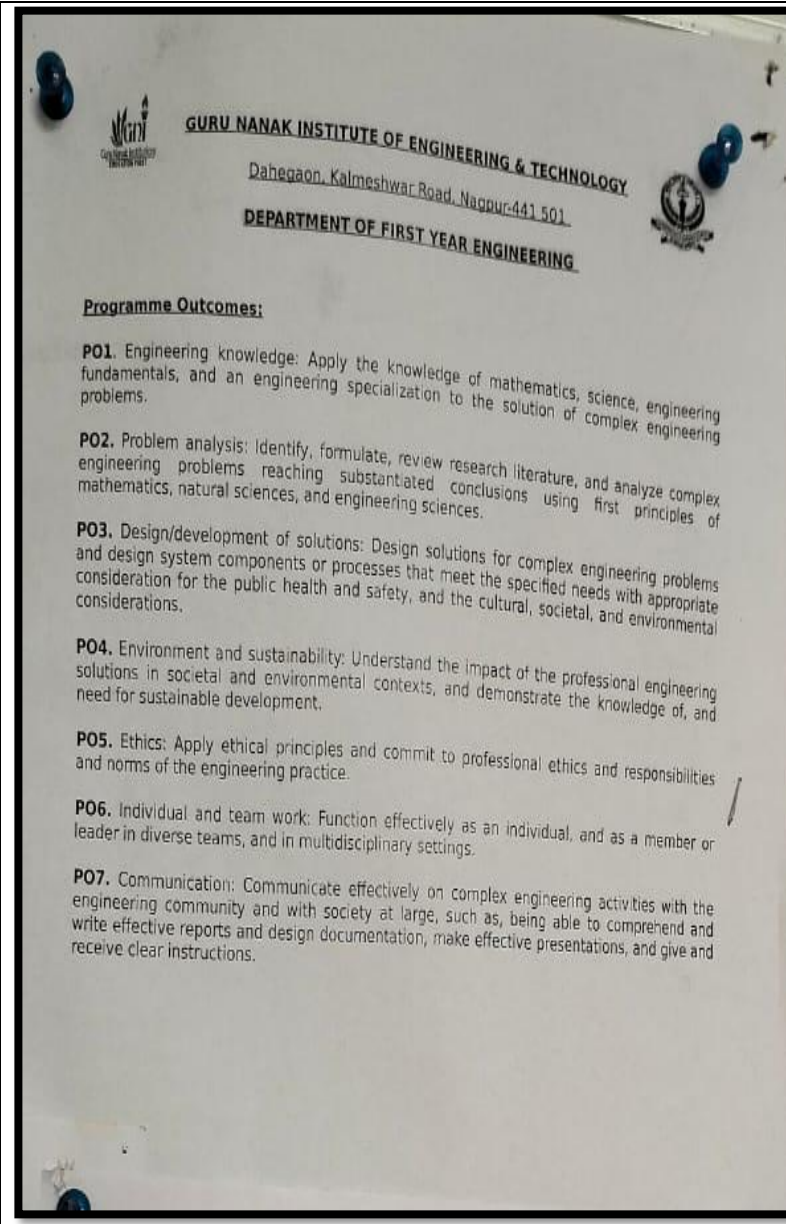 GNI
GURU NANAK INSTITUTE OF ENGINEERING & TECHNOLOGY
Dahegaon, Kalmeshwar Road, Nagpur-441 501
DEPARTMENT OF FIRST YEAR ENGINEERING
Programme Outcomes:
PO1. Engineering knowledge: Apply the knowledge of mathematics, science, engineering
fundamentals, and an engineering specialization to the solution of complex engineering
problems.
PO2. Problem analysis: Identify, formulate, review research literature, and analyze complex
engineering problems reaching substantiated conclusions using first principles of
mathematics, natural sciences, and engineering sciences.
PO3. Design/development of solutions: Design solutions for complex engineering problems
and design system components or processes that meet the specified needs with appropriate
consideration for the public health and safety, and the cultural, societal, and environmental
considerations.
PO4. Environment and sustainability: Understand the impact of the professional engineering
solutions in societal and environmental contexts, and demonstrate the knowledge of, and
need for sustainable development.
PO5. Ethics: Apply ethical principles and commit to professional ethics and responsibilities
and norms of the engineering practice.
PO6. Individual and team work: Function effectively as an individual, and as a member or
leader in diverse teams, and in multidisciplinary settings.
PO7. Communication: Communicate effectively on complex engineering activities with the
engineering community and with society at large, such as, being able to comprehend and
write effective reports and design documentation, make effective presentations, and give and
receive clear instructions.